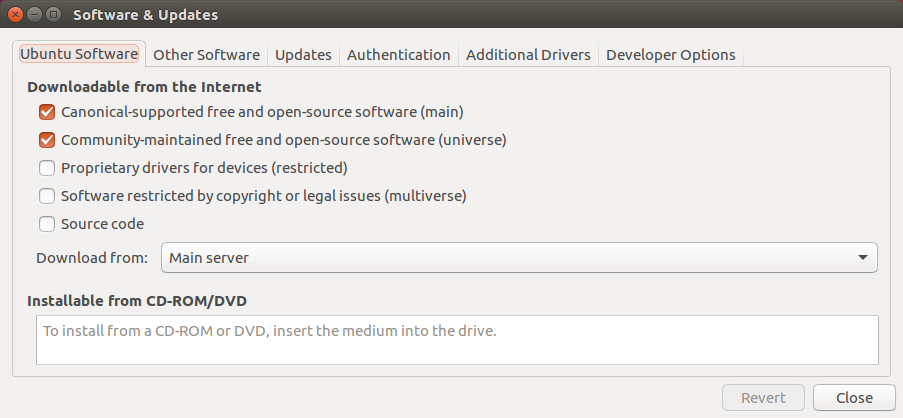 Software & Updates
Ubuntu Software Other Software Updates Authentication Additional Drivers Developer Options
Downloadable from the Internet
Canonical-supported free and open-source software (main)
Community-maintained free and open-source software (universe)
Proprietary drivers for devices (restricted)
Software restricted by copyright or legal issues (multiverse)
Source code
Download from: Main server
Installable from CD-ROM/DVD
To install from a CD-ROM or DVD, insert the medium into the drive.
Revert Close